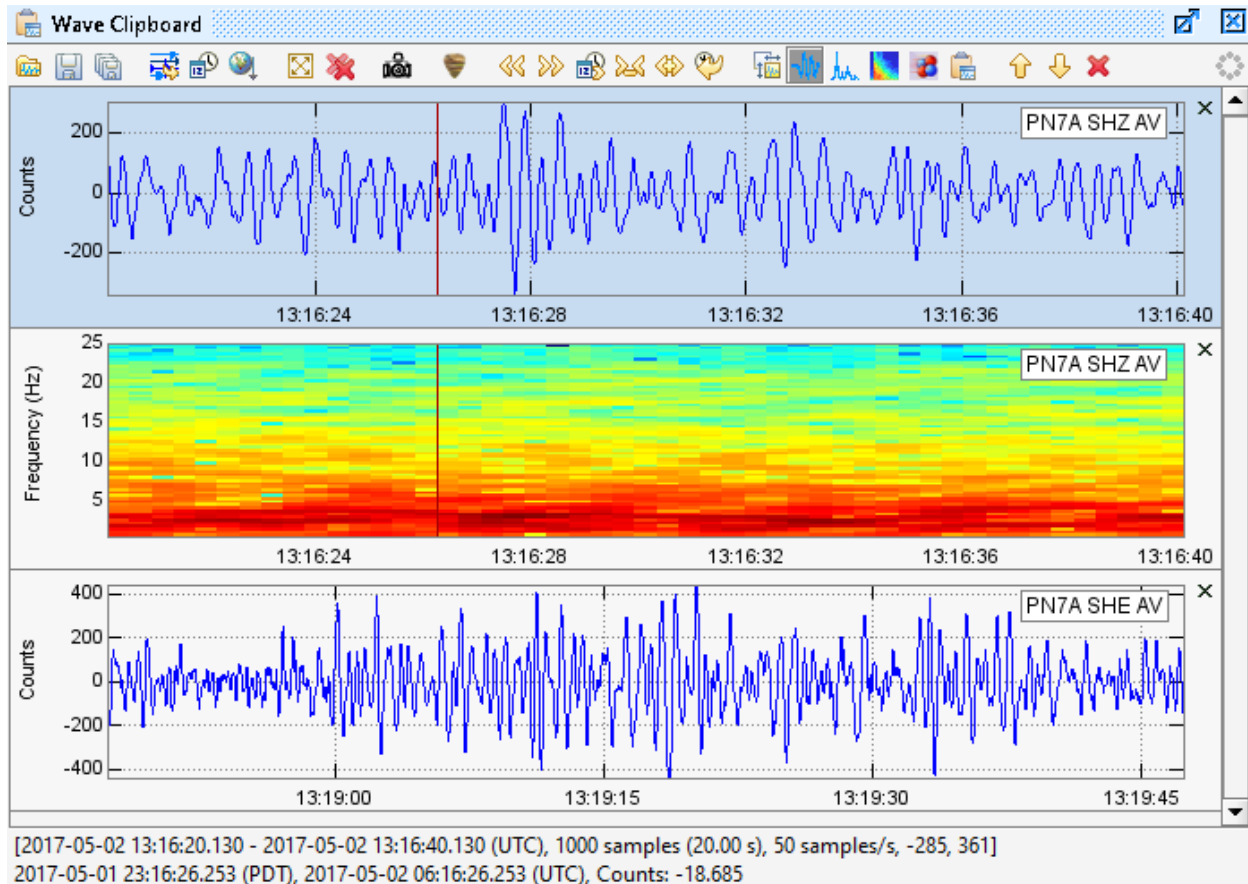 Wave Clipboard
PN7A SHZ AV
200
0
-200
Counts
13:16:24 13:16:28 13:16:32 13:16:36 13:16:40
PN7A SHZ AV
25
20
15
10
5
Frequency (Hz)
13:16:24 13:16:28 13:16:32 13:16:36 13:16:40
PN7A SHE AV
400
200
0
-200
-400
Counts
13:19:00 13:19:15 13:19:30 13:19:45
[2017-05-02 13:16:20.130 - 2017-05-02 13:16:40.130 (UTC), 1000 samples (20.00 s), 50 samples/s, -285, 361]
2017-05-01 23:16:26.253 (PDT), 2017-05-02 06:16:26.253 (UTC), Counts: -18.685